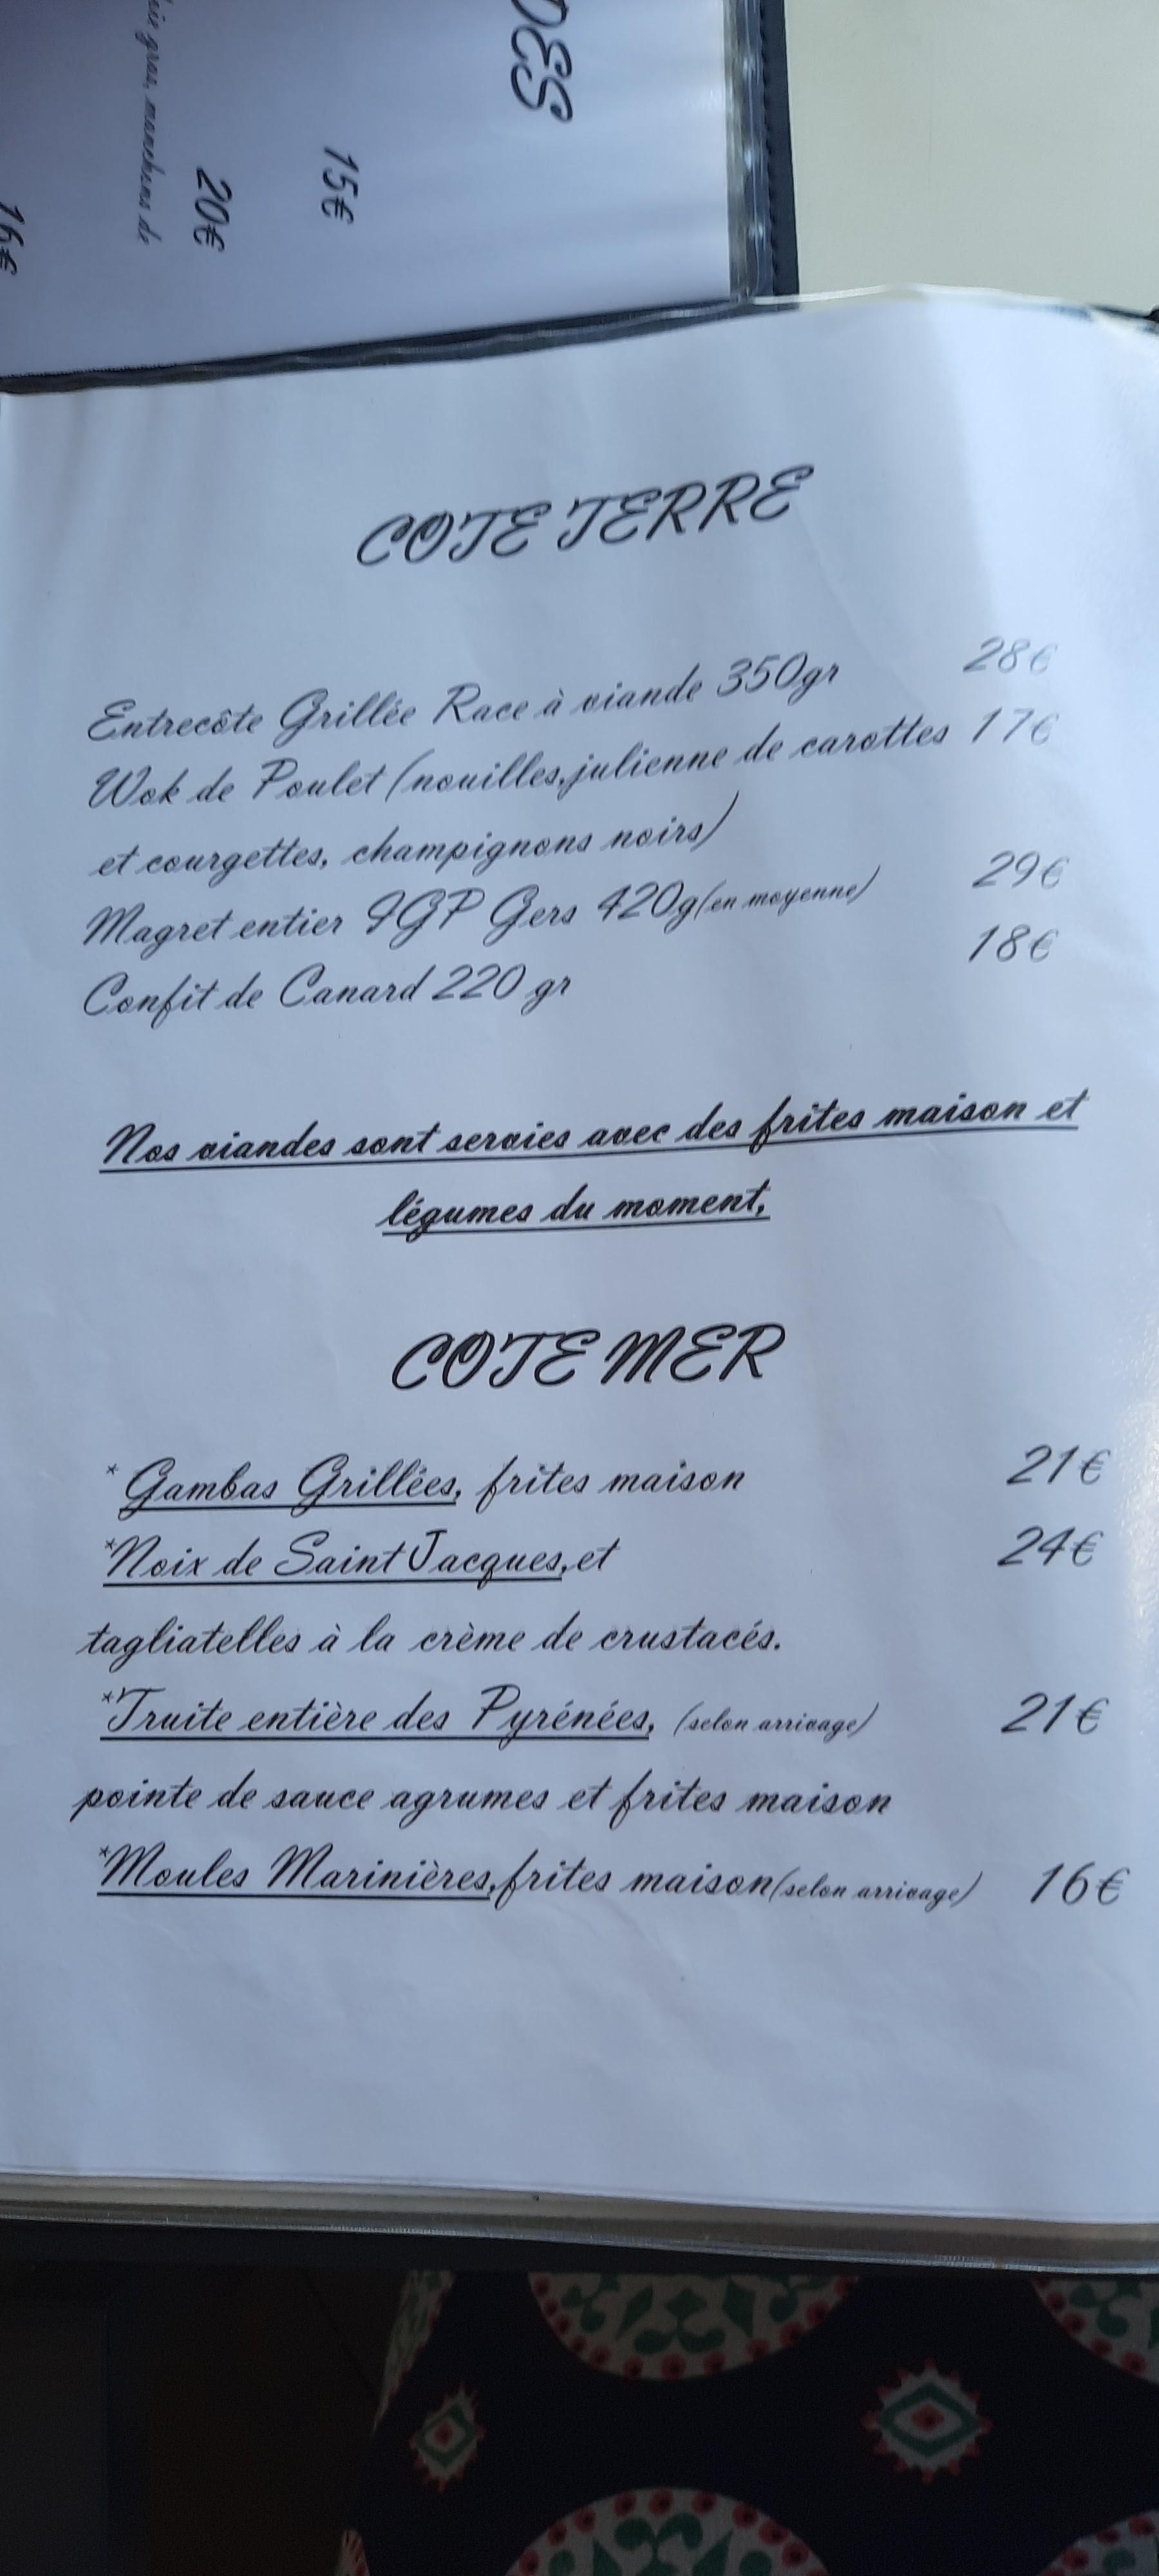 DES
15€
20€
16€
COTE TERRE
Entrecôte Grillée Race à viande 350gr 28€
Wok de Poulet (nouilles,julienne de carottes 17€
et courgettes, champignons noirs)
Magret entier IGP Gers 420g(en moyenne) 29€
Confit de Canard 220 gr 18€
Nos viandes sont servies avec des frites maison et
légumes du moment,
COTE MER
* Gambas Grillées, frites maison 21€
*Noix de Saint Jacques,et 24€
tagliatelles à la crème de crustacés.
*Truite entière des Pyrénées, (selon arrivage) 21€
pointe de sauce agrumes et frites maison
*Moules Marinières,frites maison(selon arrivage) 16€